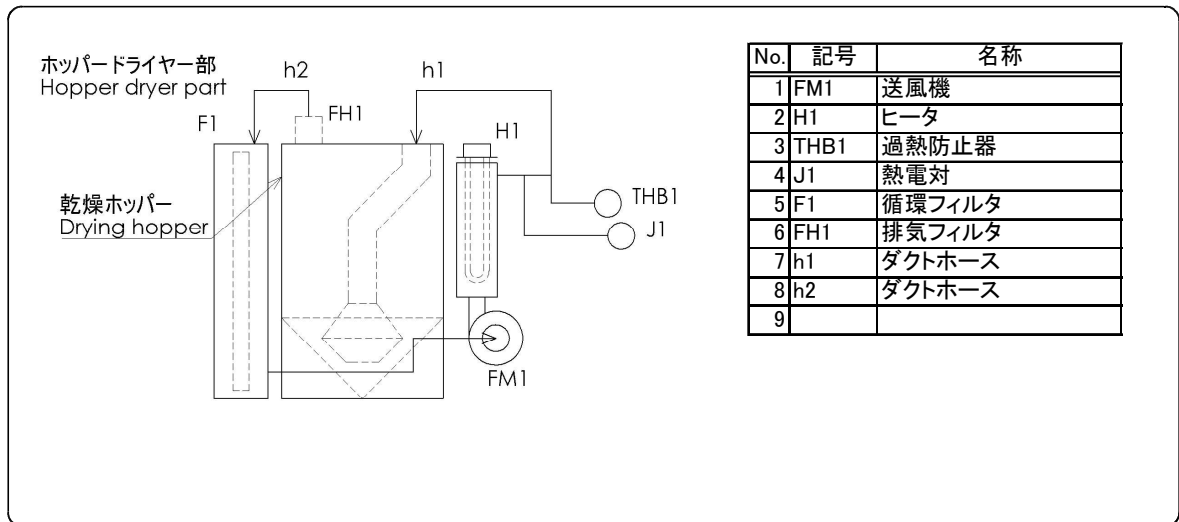 ホッパードライヤー部
Hopper dryer part
h2
h1
F1
FH1
H1
乾燥ホッパー
Drying hopper
THB1
J1
FM1
No. 記号 名称
1 FM1 送風機
2 H1 ヒータ
3 THB1 過熱防止器
4 J1 熱電対
5 F1 循環フィルタ
6 FH1 排気フィルタ
7 h1 ダクトホース
8 h2 ダクトホース
9